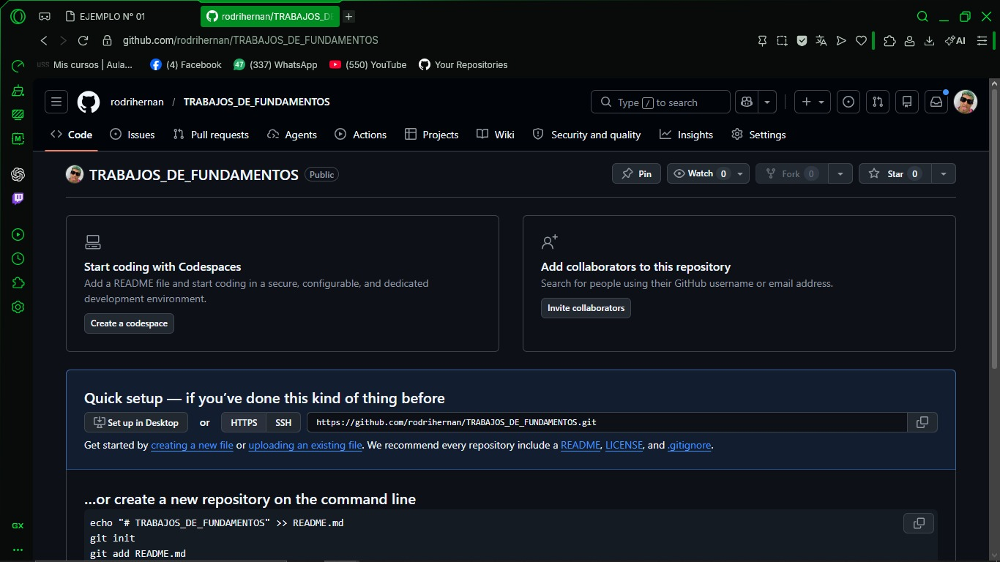 EJEMPLO N° 01
rodrihernan/TRABAJOS_D
github.com/rodrihernan/TRABAJOS_DE_FUNDAMENTOS
AI
USS Mis cursos | Aula...
(4) Facebook
47 (337) WhatsApp
(550) YouTube
Your Repositories
rodrihernan / TRABAJOS_DE_FUNDAMENTOS
Type / to search
Code
Issues
Pull requests
Agents
Actions
Projects
Wiki
Security and quality
Insights
Settings
TRABAJOS_DE_FUNDAMENTOS Public
Pin
Watch 0
Fork 0
Star 0
Start coding with Codespaces
Add a README file and start coding in a secure, configurable, and dedicated
development environment.
Create a codespace
Add collaborators to this repository
Search for people using their GitHub username or email address.
Invite collaborators
Quick setup — if you’ve done this kind of thing before
Set up in Desktop or HTTPS SSH https://github.com/rodrihernan/TRABAJOS_DE_FUNDAMENTOS.git
Get started by creating a new file or uploading an existing file. We recommend every repository include a README, LICENSE, and .gitignore.
…or create a new repository on the command line
echo "# TRABAJOS_DE_FUNDAMENTOS" >> README.md
git init
git add README.md
M
GX